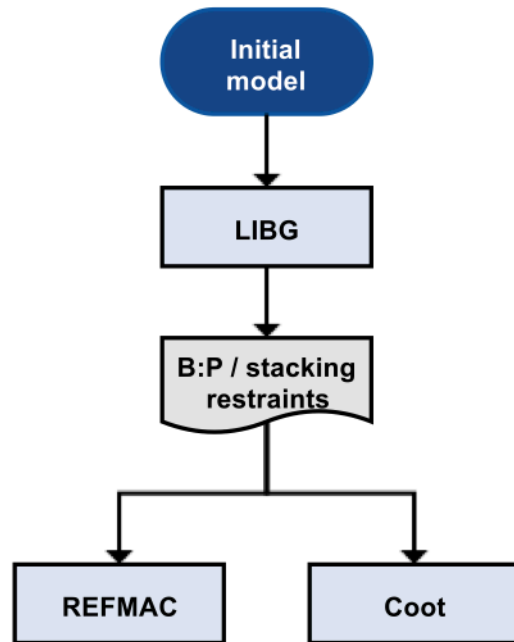 Initial
model
LIBG
B:P / stacking
restraints
REFMAC
Coot